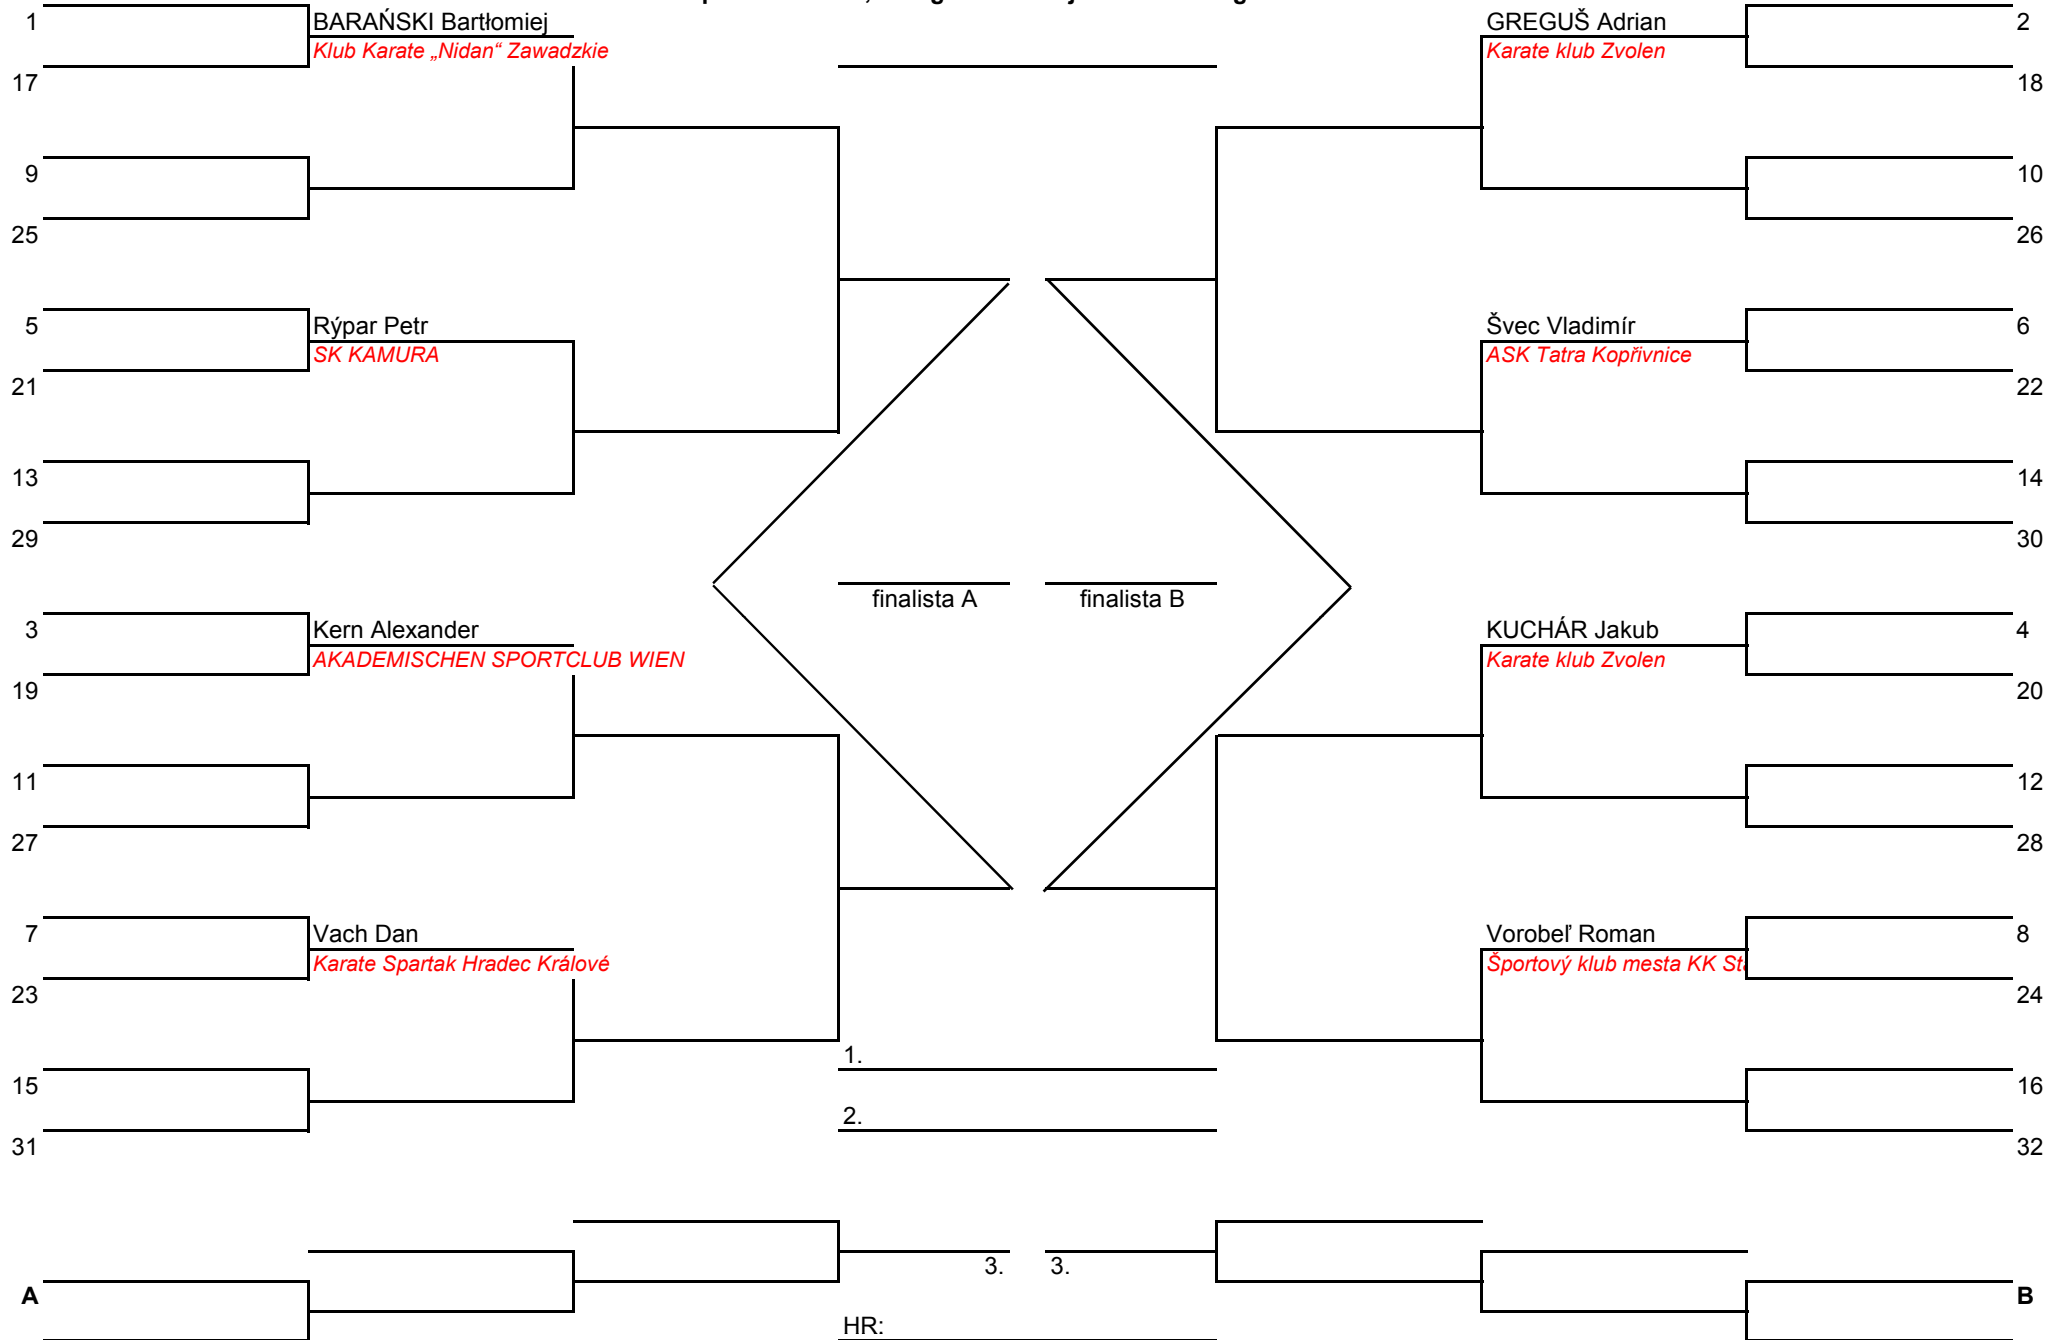 1
BARAŃSKI Bartłomiej
GREGUŠ Adrian
2
Klub Karate „Nidan“ Zawadzkie
Karate klub Zvolen
17
18
9
10
25
26
5
Rýpar Petr
Švec Vladimír
6
SK KAMURA
ASK Tatra Kopřivnice
21
22
13
14
29
30
finalista A
finalista B
3
Kern Alexander
KUCHÁR Jakub
4
AKADEMISCHEN SPORTCLUB WIEN
Karate klub Zvolen
19
20
11
12
27
28
7
Vach Dan
Vorobeľ Roman
8
Karate Spartak Hradec Králové
Športový klub mesta KK
23
24
1.
15
16
2.
31
32
3.
3.
A
B
HR: